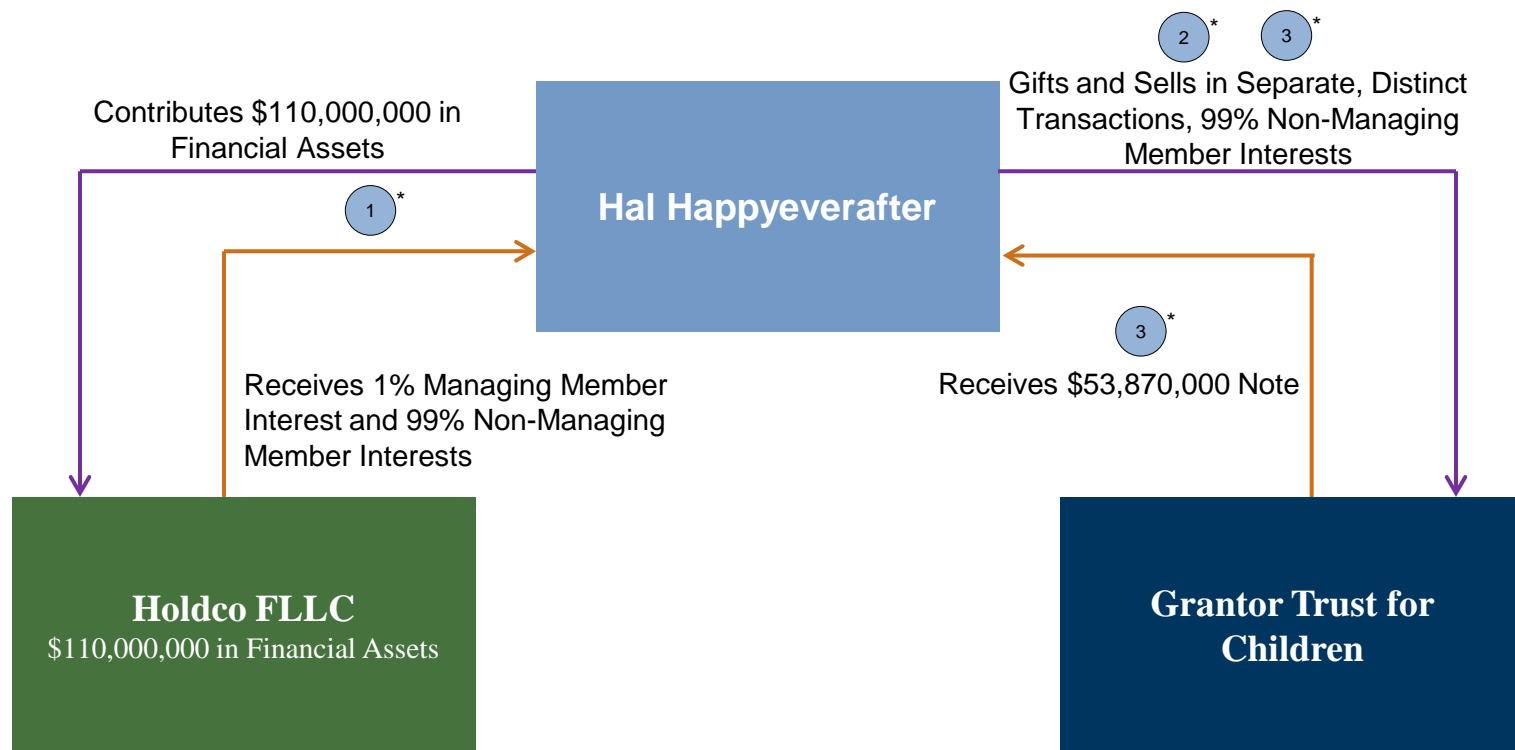 2 * 3 *
Gifts and Sells in Separate, Distinct
Transactions, 99% Non-Managing
Member Interests
Contributes $110,000,000 in
Financial Assets
1 *
Hal Happyeverafter
3 *
Receives $53,870,000 Note
Receives 1% Managing Member
Interest and 99% Non-Managing
Member Interests
Holdco FLLC
$110,000,000 in Financial Assets
Grantor Trust for
Children